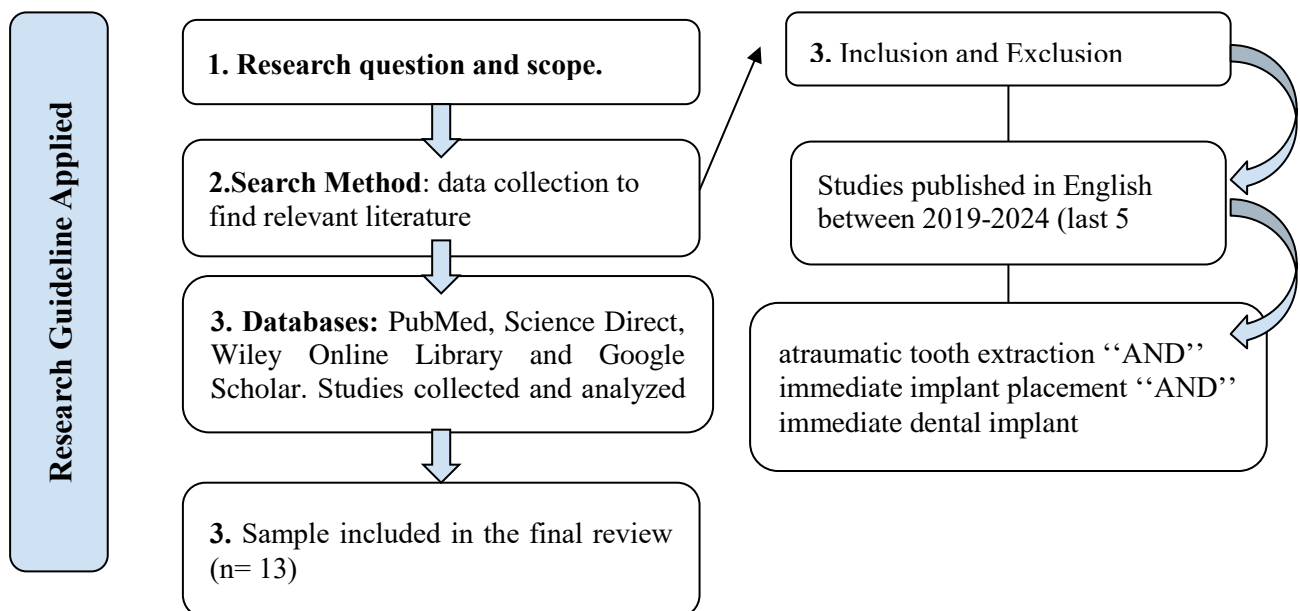 Research Guideline Applied
1. Research question and scope.
2.Search Method: data collection to
find relevant literature
3. Databases: PubMed, Science Direct,
Wiley Online Library and Google
Scholar. Studies collected and analyzed
3. Sample included in the final review
(n= 13)
3. Inclusion and Exclusion
Studies published in English
between 2019-2024 (last 5
atraumatic tooth extraction ‘‘AND’’
immediate implant placement ‘‘AND’’
immediate dental implant